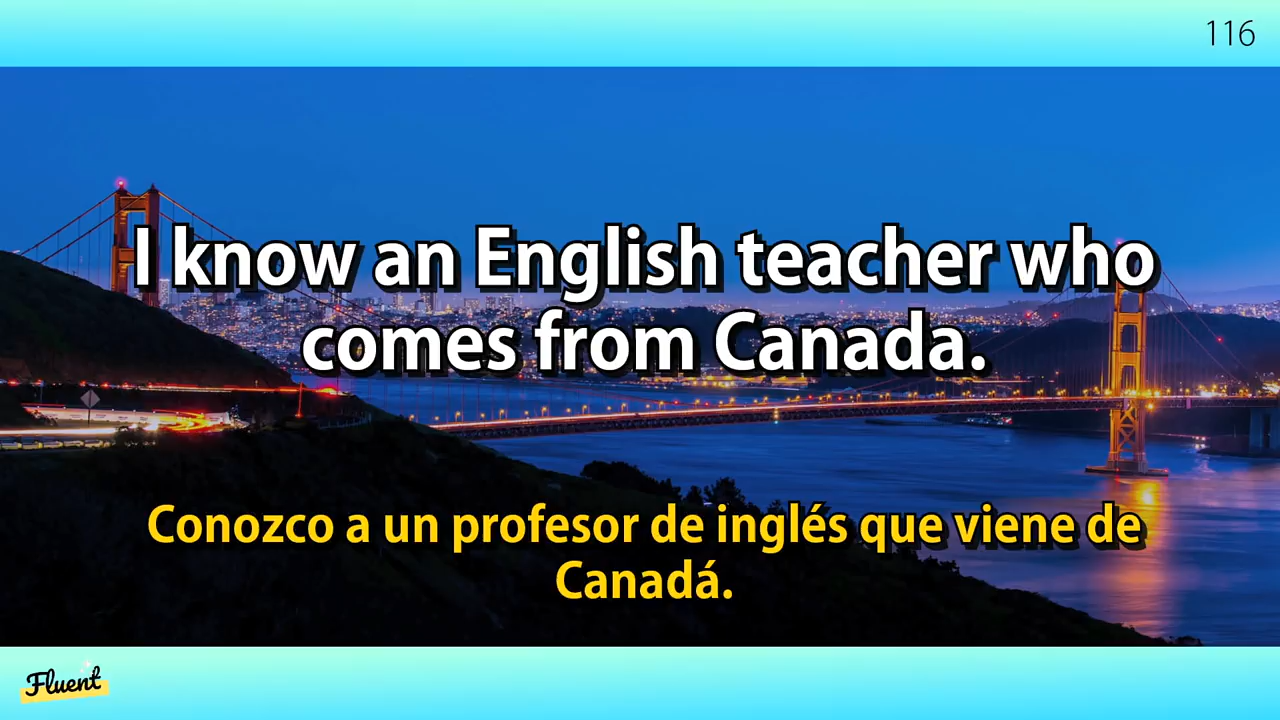 116
I know an English teacher who
comes from Canada.
Conozco a un profesor de inglés que viene de
Canadá.
Fluent